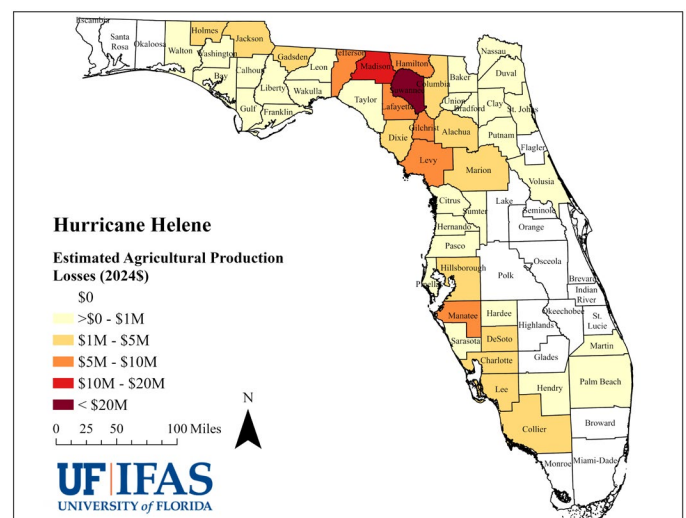 Escambia
Santa
Rosa
Okaloosa
Walton
Holmes
Washington
Bay
Jackson
Calhoun
Gulf
Gadsden
Liberty
Franklin
Leon
Wakulla
Jefferson
Madison
Taylor
Hamilton
Suwannee
Lafayette
Columbia
Dixie
Gilchrist
Levy
Baker
Union
Bradford
Alachua
Marion
Nassau
Duval
Clay
St. Johns
Putnam
Flagler
Volusia
Citrus
Sumter
Lake
Seminole
Hernando
Orange
Pasco
Osceola
Hillsborough
Polk
Brevard
Indian
River
Manatee
Hardee
Okeechobee
St.
Lucie
Highlands
Sarasota
DeSoto
Martin
Charlotte
Glades
Lee
Hendry
Palm Beach
Collier
Broward
Monroe
Miami-Dade
Hurricane Helene
Estimated Agricultural Production
Losses (2024$)
$0
>$0 - $1M
$1M - $5M
$5M - $10M
$10M - $20M
< $20M
N
0 25 50 100 Miles
UF IFAS
UNIVERSITY of FLORIDA